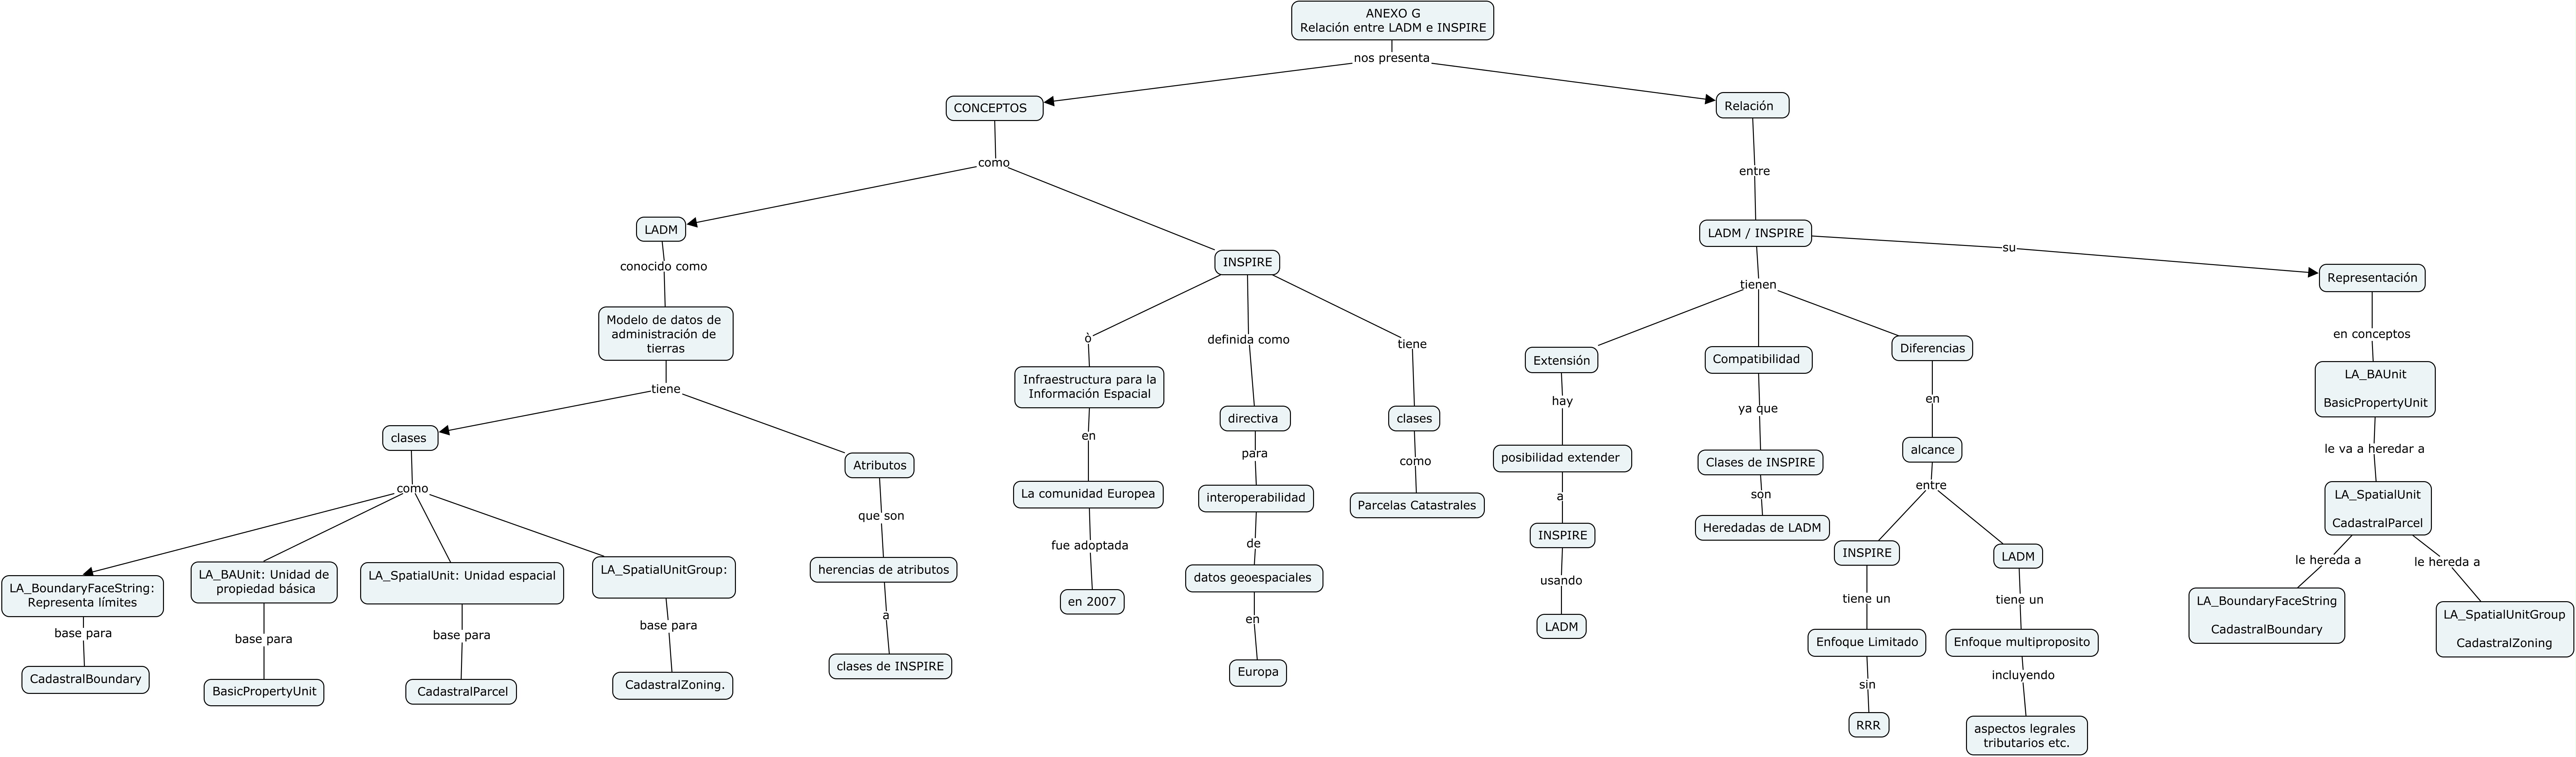 ANEXO G
Relación entre LADM e INSPIRE
nos presenta
CONCEPTOS
Relación
como
entre
LADM
LADM / INSPIRE
su
INSPIRE
conocido como
Representación
tienen
Modelo de datos de
administración de
tierras
ò
definida como
tiene
en conceptos
Extensión
Compatibilidad
Diferencias
Infraestructura para la
Información Espacial
LA_BAUnit
BasicPropertyUnit
tiene
hay
ya que
en
clases
directiva
clases
en
para
como
posibilidad extender
Clases de INSPIRE
alcance
le va a heredar a
Atributos
como
La comunidad Europea
interoperabilidad
Parcelas Catastrales
a
son
entre
LA_SpatialUnit
CadastralParcel
que son
fue adoptada
de
INSPIRE
Heredadas de LADM
INSPIRE
LADM
le hereda a
le hereda a
LA_BoundaryFaceString:
Representa límites
LA_BAUnit: Unidad de
propiedad básica
LA_SpatialUnit: Unidad espacial
LA_SpatialUnitGroup:
herencias de atributos
datos geoespaciales
usando
tiene un
tiene un
en 2007
LA_BoundaryFaceString
CadastralBoundary
LA_SpatialUnitGroup
CadastralZoning
base para
base para
base para
base para
a
en
LADM
Enfoque Limitado
Enfoque multiproposito
clases de INSPIRE
Europa
CadastralBoundary
BasicPropertyUnit
CadastralParcel
CadastralZoning.
sin
incluyendo
RRR
aspectos legrales
tributarios etc.